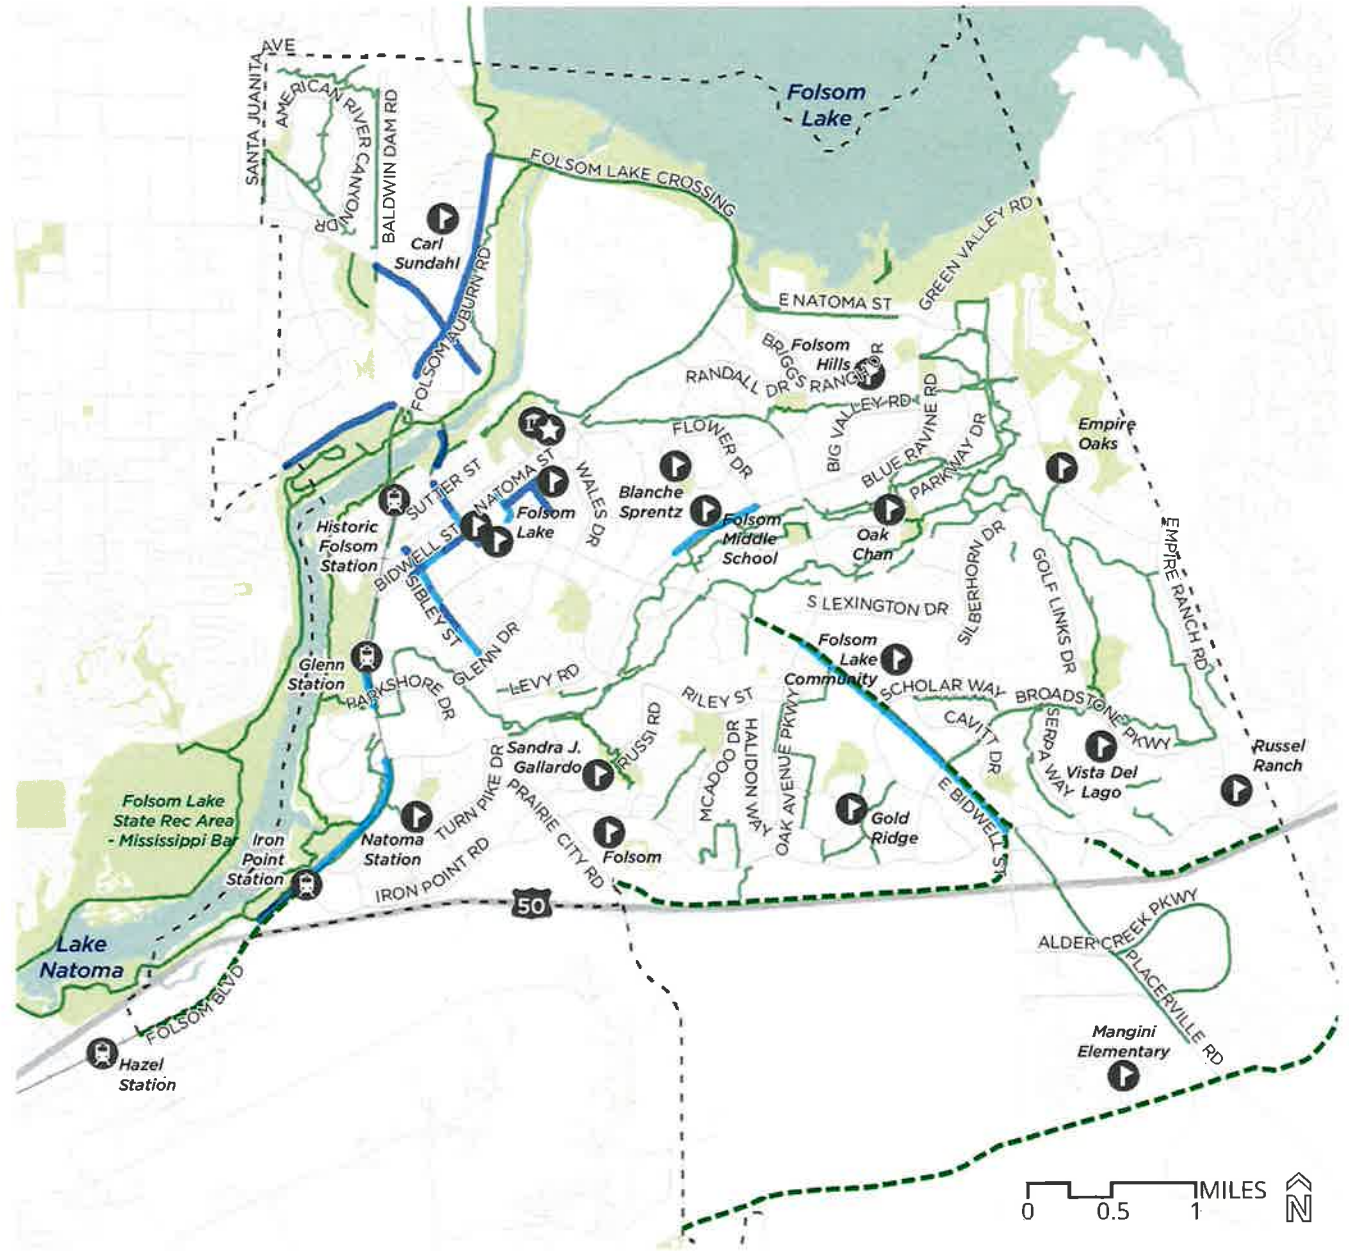 AVE
SANTA JUANITA
AMERICAN RIVER CANYON
DR
BALDWIN DAM RD
Folsom
Lake
FOLSOM LAKE CROSSING
Carl
Sundahl
FOLSOM AUBURN RD
GREEN VALLEY RD
E NATOMA ST
Folsom
Hills
BRIGGS RANCH DR
RANDALL DR
BIG VALLEY RD
BLUE RAVINE RD
PARKWAY DR
FLOWER DR
Empire
Oaks
SUTTER ST
NATOMA ST
WALES DR
Blanche
Sprentz
Folsom
Lake
Folsom
Middle
School
Oak
Chan
Historic
Folsom
Station
BIDWELL ST
SIBLEY ST
EMPIRE RANCH RD
SILBERHORN DR
GOLF LINKS DR
S LEXINGTON DR
GLENN DR
Folsom
Lake
Community
Glenn
Station
PARKSHORE DR
LEVY RD
RILEY ST
SCHOLAR WAY
BROADSTONE PKWY
CAVITT DR
SERPA WAY
RUSSI RD
MCADOO DR
HALIDON WAY
OAK AVENUE PKWY
Sandra J.
Gallardo
TURN PIKE DR
PRAIRIE CITY RD
Vista Del
Lago
Russel
Ranch
E BIDWELL ST
Folsom Lake
State Rec Area
- Mississippi Bar
Iron
Point
Station
Natoma
Station
Gold
Ridge
Folsom
IRON POINT RD
50
Lake
Natoma
ALDER CREEK PKWY
PLACERVILLE RD
FOLSOM BLVD
Hazel
Station
Mangini
Elementary
0 0.5 1 MILES
N